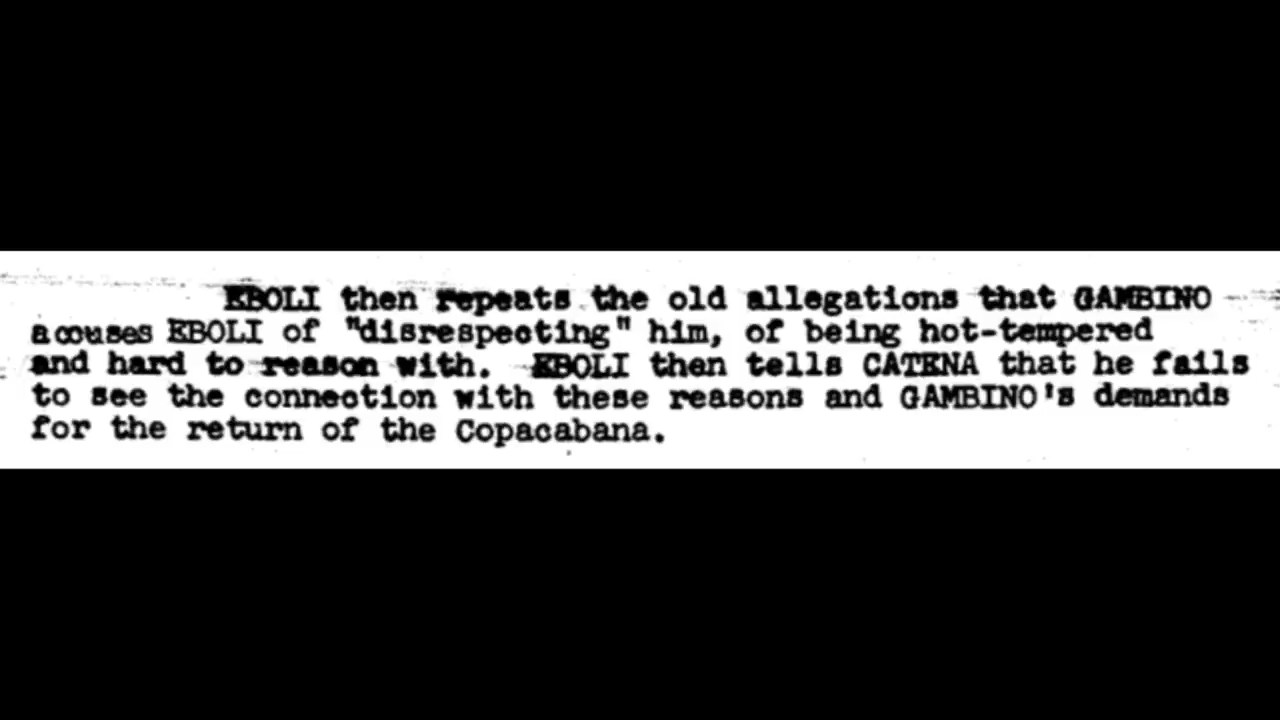 EBOLI then repeats the old allegations that GAMBINO
accuses EBOLI of "disrespecting" him, of being hot-tempered
and hard to reason with. EBOLI then tells CATENA that he fails
to see the connection with these reasons and GAMBINO's demands
for the return of the Copacabana.